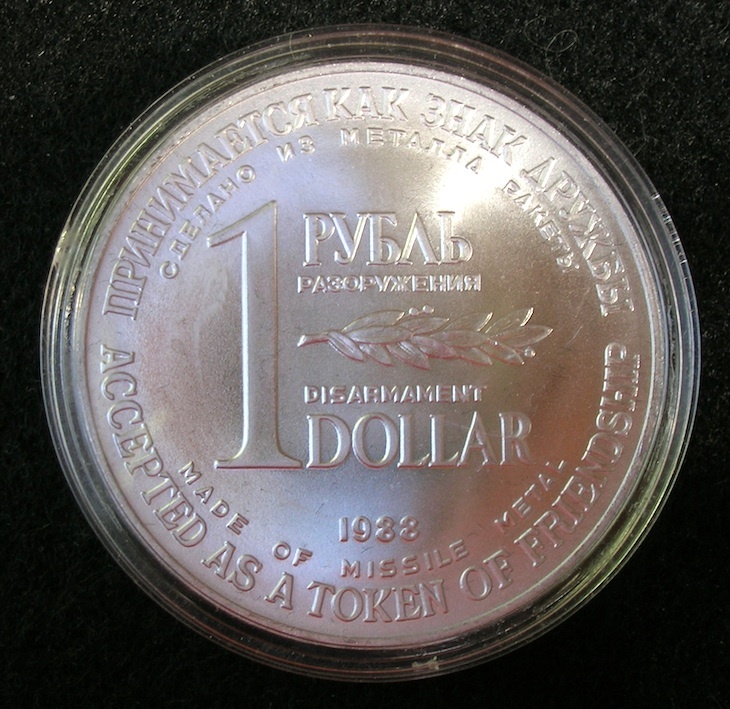 ПРИНИМАЕТСЯ КАК ЗНАК ДРУЖБЫ
СДЕЛАНО ИЗ МЕТАЛЛА РАКЕТЫ
1
РУБЛЬ
РАЗОРУЖЕНИЯ
DISARMAMENT
DOLLAR
1988
MADE OF MISSILE METAL
ACCEPTED AS A TOKEN OF FRIENDSHIP